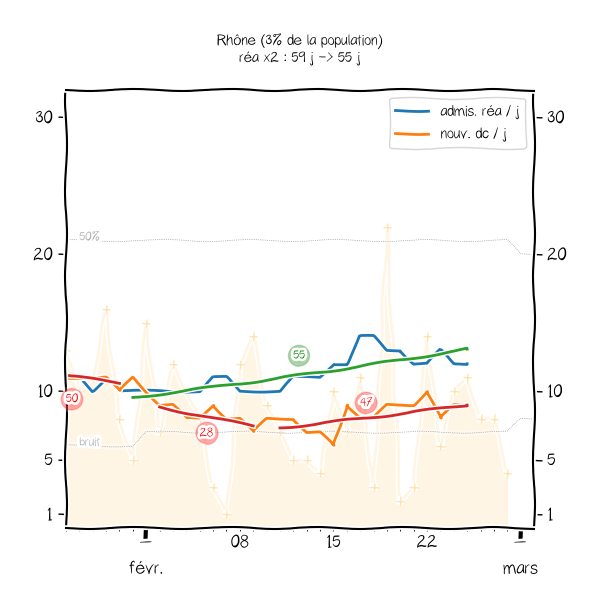 Rhône (3% de la population)
réa x2 : 59 j -> 55 j
admis. réa / j
nouv. dc / j
30
30
50%
20
20
55
10
10
50
47
28
bruit
5
5
1
1
08
15
22
févr.
mars